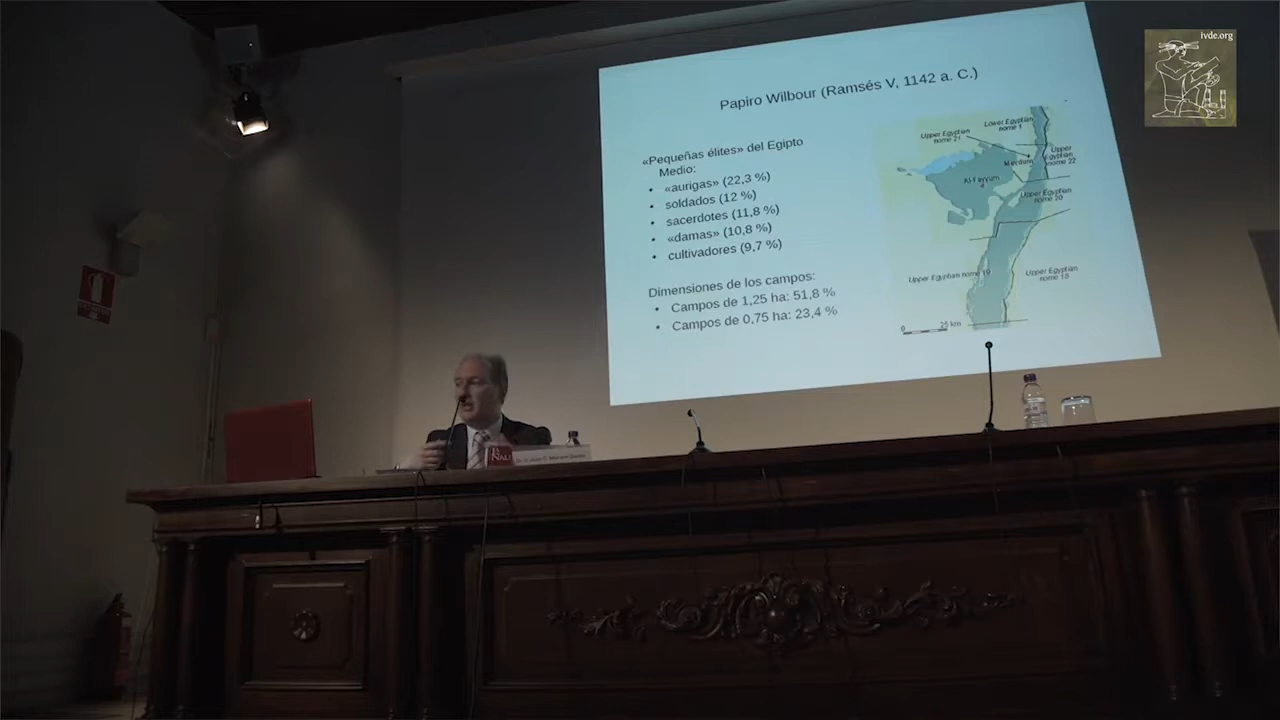 ivde.org
Papiro Wilbour (Ramsés V, 1142 a. C.)
«Pequeñas élites» del Egipto
Medio:
• «aurigas» (22,3 %)
• soldados (12 %)
• sacerdotes (11,8 %)
• «damas» (10,8 %)
• cultivadores (9,7 %)
Dimensiones de los campos:
• Campos de 1,25 ha: 51,8 %
• Campos de 0,75 ha: 23,4 %
Lower Egyptian
nome 1
Upper Egyptian
nome 21
Upper
Egyptian
nome 22
Al-Fayyum
Upper Egyptian
nome 20
Upper Egyptian nome 19
Upper Egyptian
nome 18
0 25 km
LA
NAU